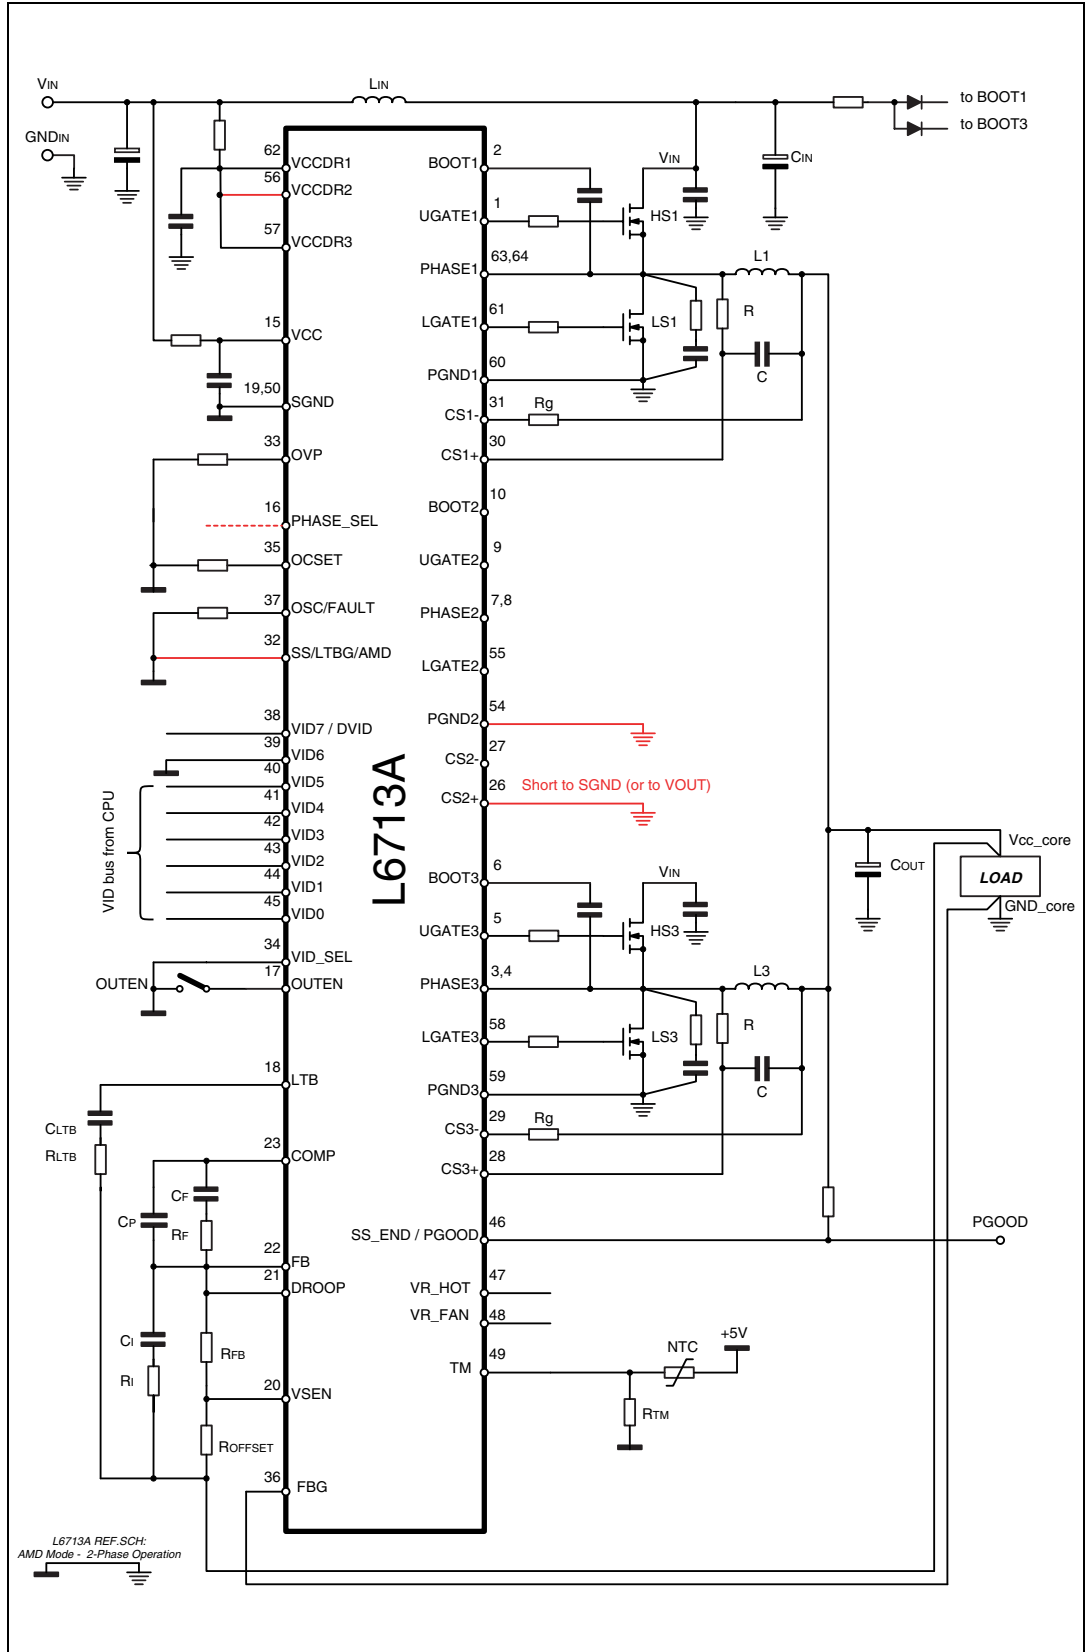 VIN
LIN
to BOOT1
to BOOT3
GNDIN
CIN
62
VCCDR1
56
VCCDR2
57
VCCDR3
15
VCC
19,50
SGND
33
OVP
16
PHASE_SEL
35
OCSET
37
OSC/FAULT
32
SS/LTBG/AMD
38
VID7 / DVID
39
VID6
40
VID5
41
VID4
42
VID3
43
VID2
44
VID1
45
VID0
VID bus from CPU
34
VID_SEL
17
OUTEN
OUTEN
18
LTB
CLTB
RLTB
23
COMP
CF
CP
RF
22
FB
21
DROOP
CI
RFB
RI
20
VSEN
ROFFSET
36
FBG
L6713A
BOOT1
2
VIN
UGATE1
1
HS1
PHASE1
63,64
L1
LGATE1
61
LS1
R
C
PGND1
60
CS1-
31
Rg
CS1+
30
BOOT2
10
UGATE2
9
PHASE2
7,8
LGATE2
55
PGND2
54
CS2-
27
CS2+
26
Short to SGND (or to VOUT)
BOOT3
6
VIN
UGATE3
5
HS3
PHASE3
3,4
L3
LGATE3
58
LS3
R
C
PGND3
59
CS3-
29
Rg
CS3+
28
COUT
Vcc_core
LOAD
GND_core
SS_END / PGOOD
46
PGOOD
VR_HOT
47
VR_FAN
48
TM
49
NTC
+5V
RTM
L6713A REF.SCH:
AMD Mode - 2-Phase Operation